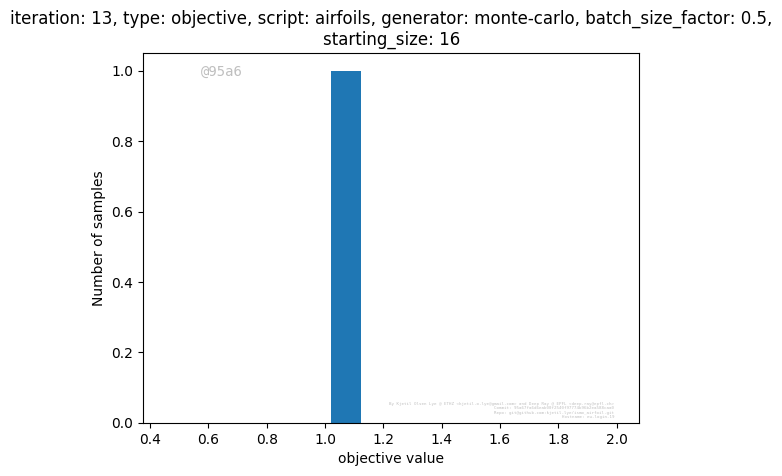 iteration: 13, type: objective, script: airfoils, generator: monte-carlo, batch_size_factor: 0.5,
starting_size: 16
@95a6
1.0
0.8
0.6
0.4
0.2
0.0
Number of samples
0.4 0.6 0.8 1.0 1.2 1.4 1.6 1.8 2.0
objective value